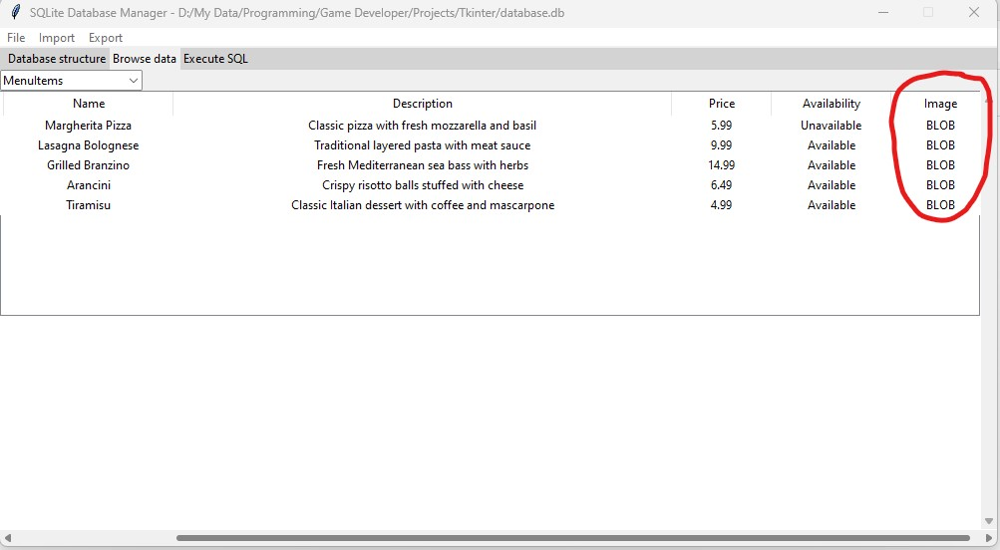 SQLite Database Manager - D:/My Data/Programming/Game Developer/Projects/Tkinter/database.db
File Import Export
Database structure Browse data Execute SQL
MenuItems
Name Description Price Availability Image
Margherita Pizza Classic pizza with fresh mozzarella and basil 5.99 Unavailable BLOB
Lasagna Bolognese Traditional layered pasta with meat sauce 9.99 Available BLOB
Grilled Branzino Fresh Mediterranean sea bass with herbs 14.99 Available BLOB
Arancini Crispy risotto balls stuffed with cheese 6.49 Available BLOB
Tiramisu Classic Italian dessert with coffee and mascarpone 4.99 Available BLOB